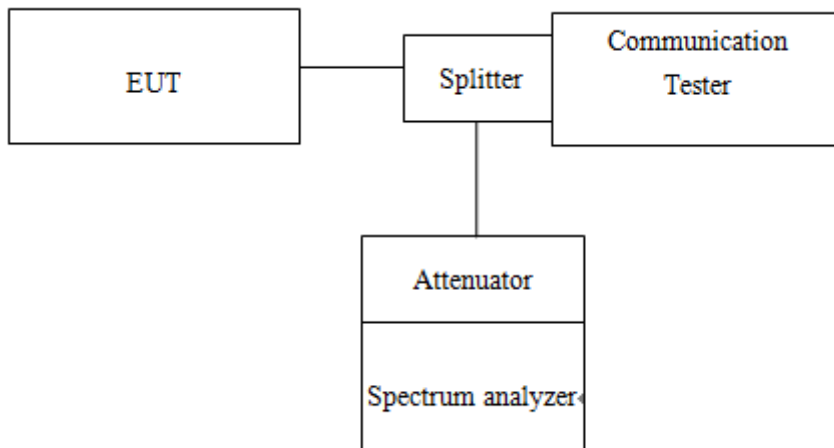 EUT
Splitter
Communication
Tester
Attenuator
Spectrum analyzer